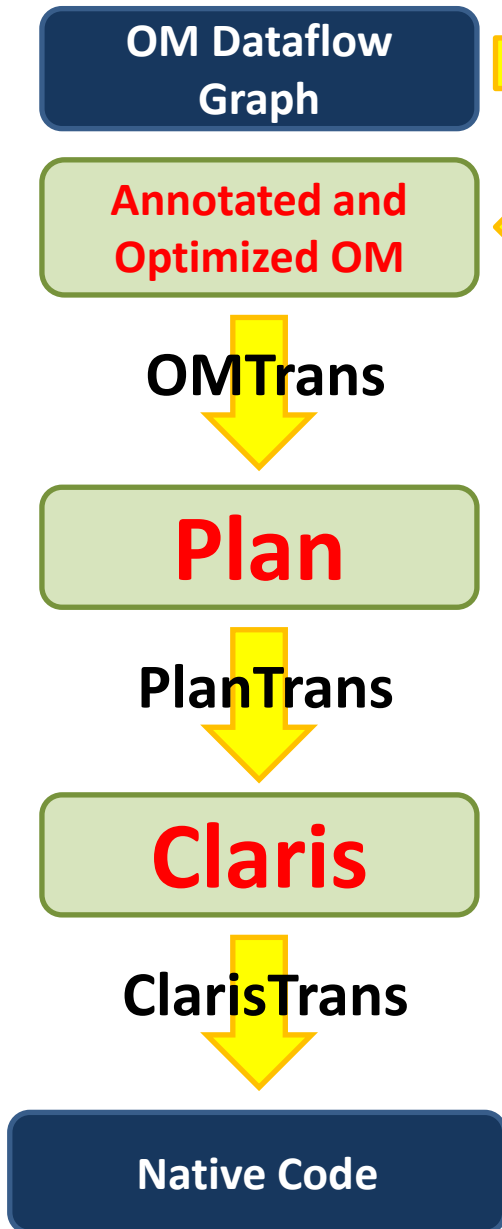 OM Dataflow
Graph
Annotated and
Optimized OM
OMTrans
Plan
PlanTrans
Claris
ClarisTrans
Native Code